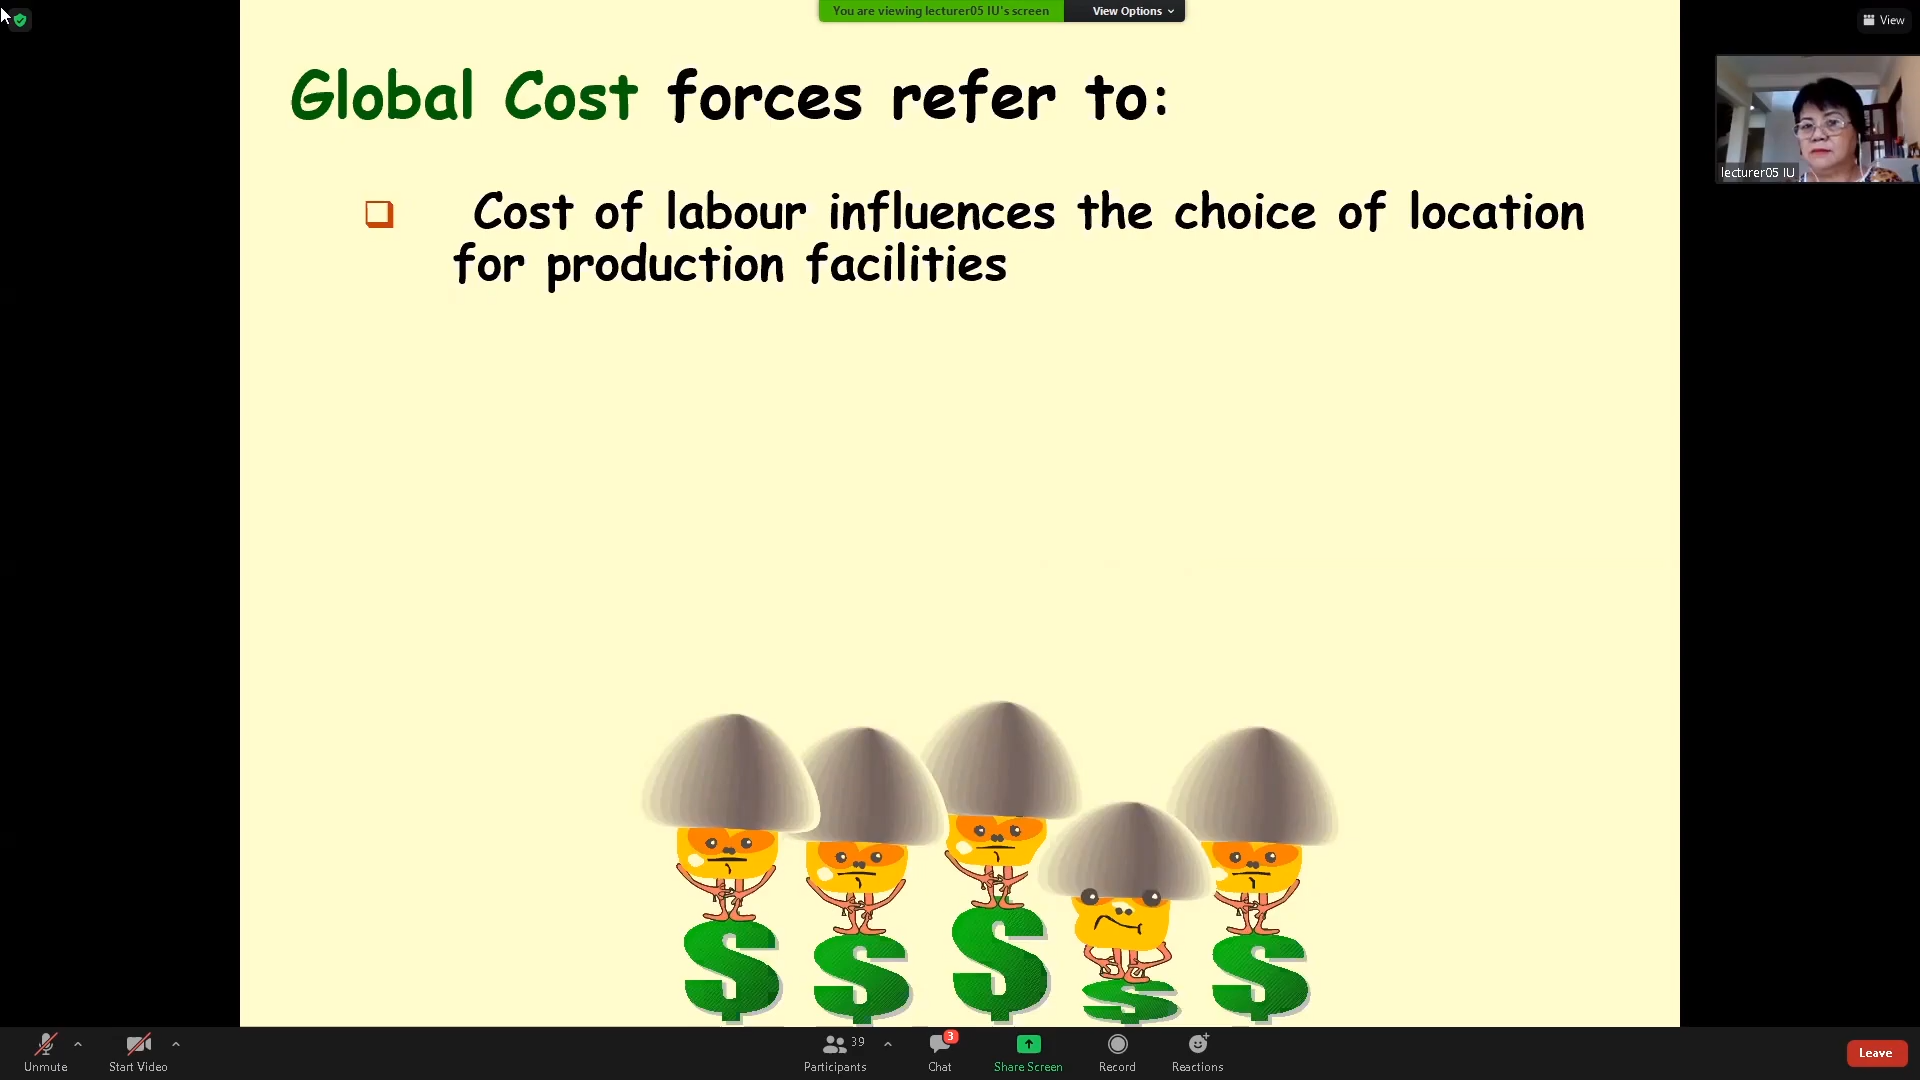 You are viewing lecturer05 IU's screen
View Options
View
Global Cost forces refer to:
Cost of labour influences the choice of location
for production facilities
lecturer05 IU
$ $ $ $ $
Unmute
Start Video
39
Participants
3
Chat
Share Screen
Record
Reactions
Leave